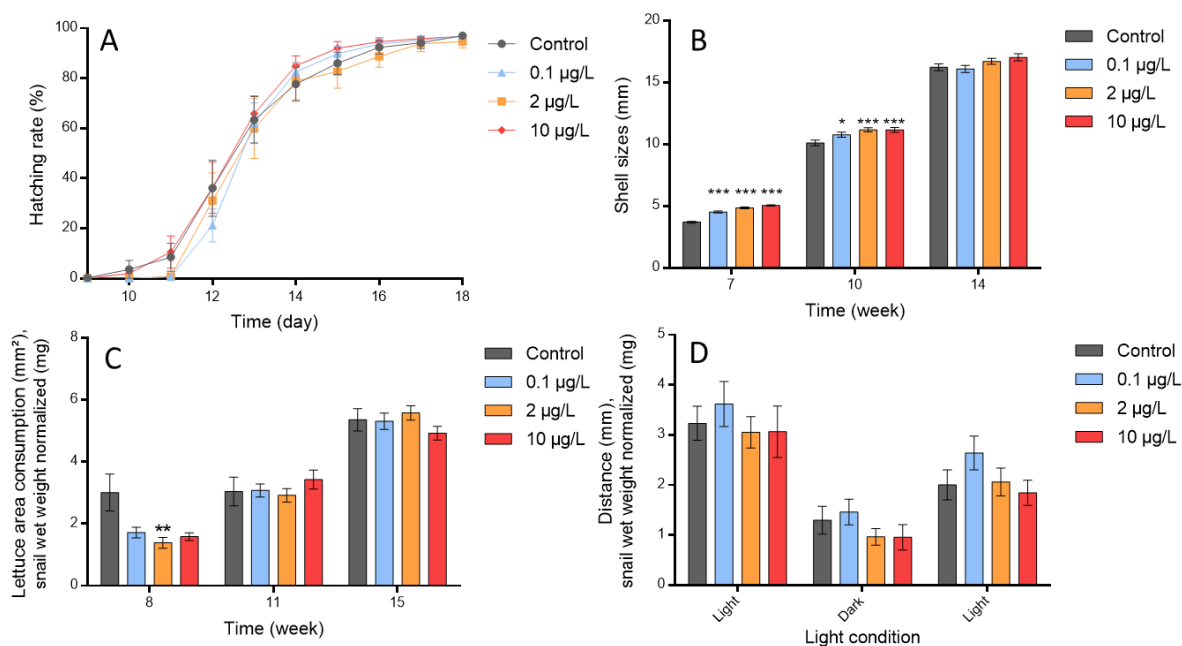 A
Hatching rate (%)
100
80
60
40
20
0
10
12
14
16
18
Time (day)
Control
0.1 µg/L
2 µg/L
10 µg/L
B
Shell sizes (mm)
20
15
10
5
0
***
***
***
*
***
***
7
10
14
Time (week)
Control
0.1 µg/L
2 µg/L
10 µg/L
C
Lettuce area consumption (mm²),
snail wet weight normalized (mg)
8
6
4
2
0
**
8
11
15
Time (week)
Control
0.1 µg/L
2 µg/L
10 µg/L
D
Distance (mm),
snail wet weight normalized (mg)
5
4
3
2
1
0
Light
Dark
Light
Light condition
Control
0.1 µg/L
2 µg/L
10 µg/L